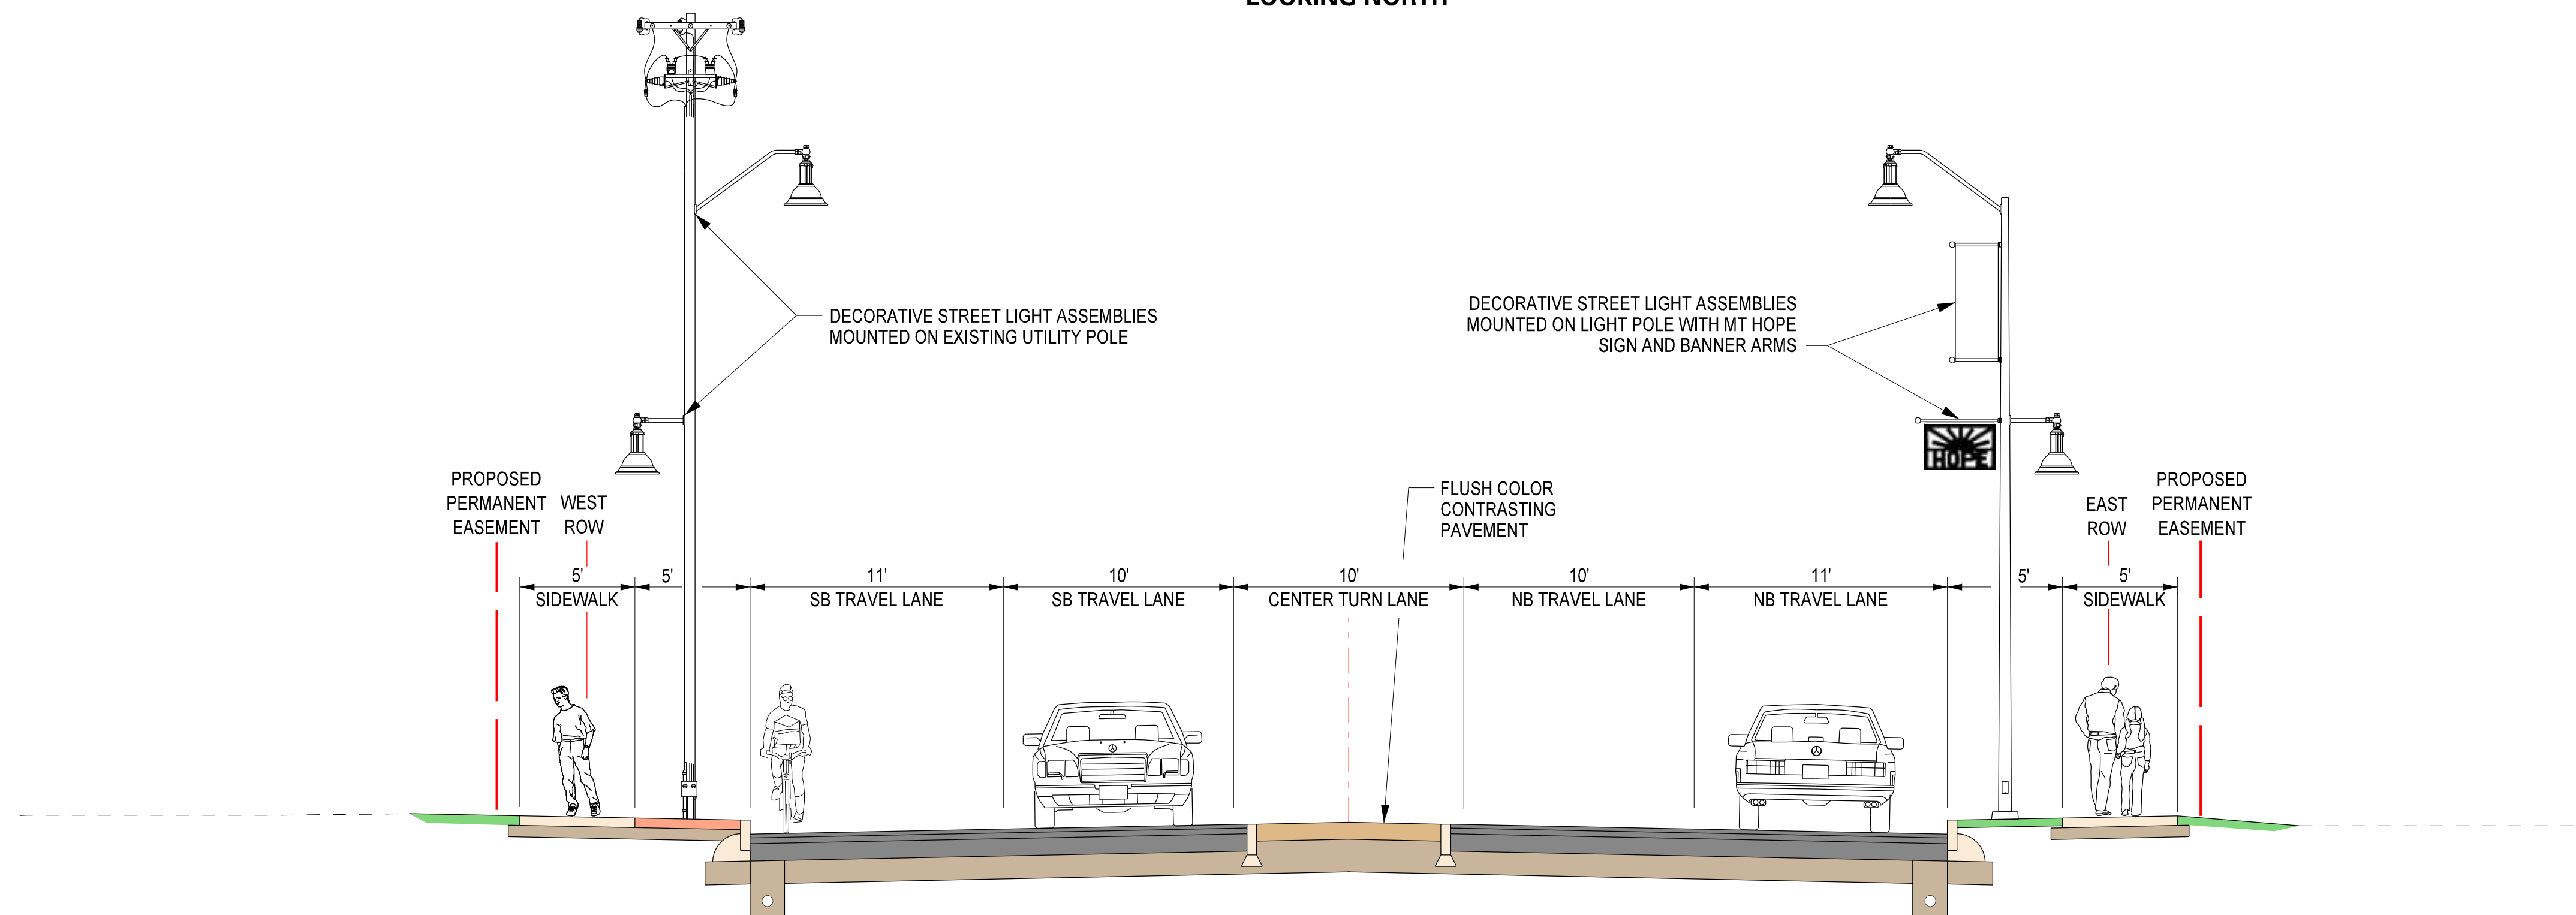 LOOKING NORTH
DECORATIVE STREET LIGHT ASSEMBLIES
MOUNTED ON EXISTING UTILITY POLE
DECORATIVE STREET LIGHT ASSEMBLIES
MOUNTED ON LIGHT POLE WITH MT HOPE
SIGN AND BANNER ARMS
HOPE
PROPOSED
PERMANENT
EASEMENT
WEST
ROW
FLUSH COLOR
CONTRASTING
PAVEMENT
EAST
ROW
PROPOSED
PERMANENT
EASEMENT
5' 5' 11' 10' 10' 10' 11' 5' 5'
SIDEWALK SB TRAVEL LANE SB TRAVEL LANE CENTER TURN LANE NB TRAVEL LANE NB TRAVEL LANE SIDEWALK